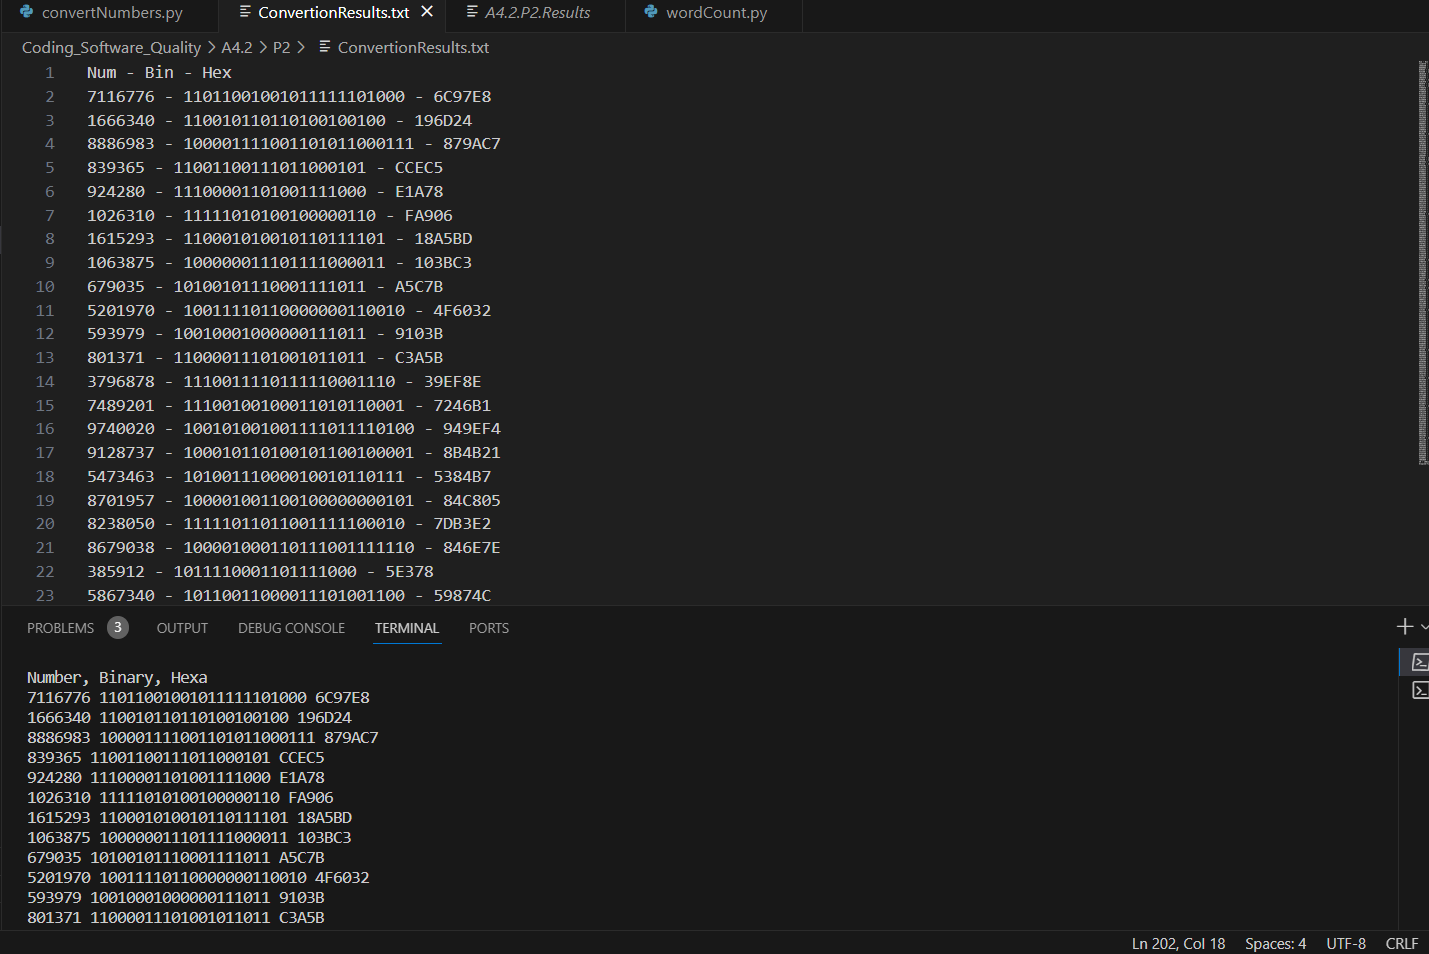 convertNumbers.py ConvertionResults.txt A4.2.P2.Results wordCount.py
Coding_Software_Quality > A4.2 > P2 > ConvertionResults.txt
1 Num - Bin - Hex
2 7116776 - 11011001001011111101000 - 6C97E8
3 1666340 - 110010110110100100100 - 196D24
4 8886983 - 100001111001101011000111 - 879AC7
5 839365 - 11001100111011000101 - CCEC5
6 924280 - 11100001101001111000 - E1A78
7 1026310 - 11111010100100000110 - FA906
8 1615293 - 110001010010110111101 - 18A5BD
9 1063875 - 100000011101111000011 - 103BC3
10 679035 - 10100101110001111011 - A5C7B
11 5201970 - 10011110110000000110010 - 4F6032
12 593979 - 10010001000000111011 - 9103B
13 801371 - 11000011101001011011 - C3A5B
14 3796878 - 1110011110111110001110 - 39EF8E
15 7489201 - 11100100100011010110001 - 7246B1
16 9740020 - 100101001001111011110100 - 949EF4
17 9128737 - 100010110100101100100001 - 8B4B21
18 5473463 - 10100111000010010110111 - 5384B7
19 8701957 - 100001001100100000000101 - 84C805
20 8238050 - 11111011011001111100010 - 7DB3E2
21 8679038 - 100001000110111001111110 - 846E7E
22 385912 - 1011110001101111000 - 5E378
23 5867340 - 10110011000011101001100 - 59874C
PROBLEMS 3 OUTPUT DEBUG CONSOLE TERMINAL PORTS
Number, Binary, Hexa
7116776 11011001001011111101000 6C97E8
1666340 110010110110100100100 196D24
8886983 100001111001101011000111 879AC7
839365 11001100111011000101 CCEC5
924280 11100001101001111000 E1A78
1026310 11111010100100000110 FA906
1615293 110001010010110111101 18A5BD
1063875 100000011101111000011 103BC3
679035 10100101110001111011 A5C7B
5201970 10011110110000000110010 4F6032
593979 10010001000000111011 9103B
801371 11000011101001011011 C3A5B
Ln 202, Col 18 Spaces: 4 UTF-8 CRLF